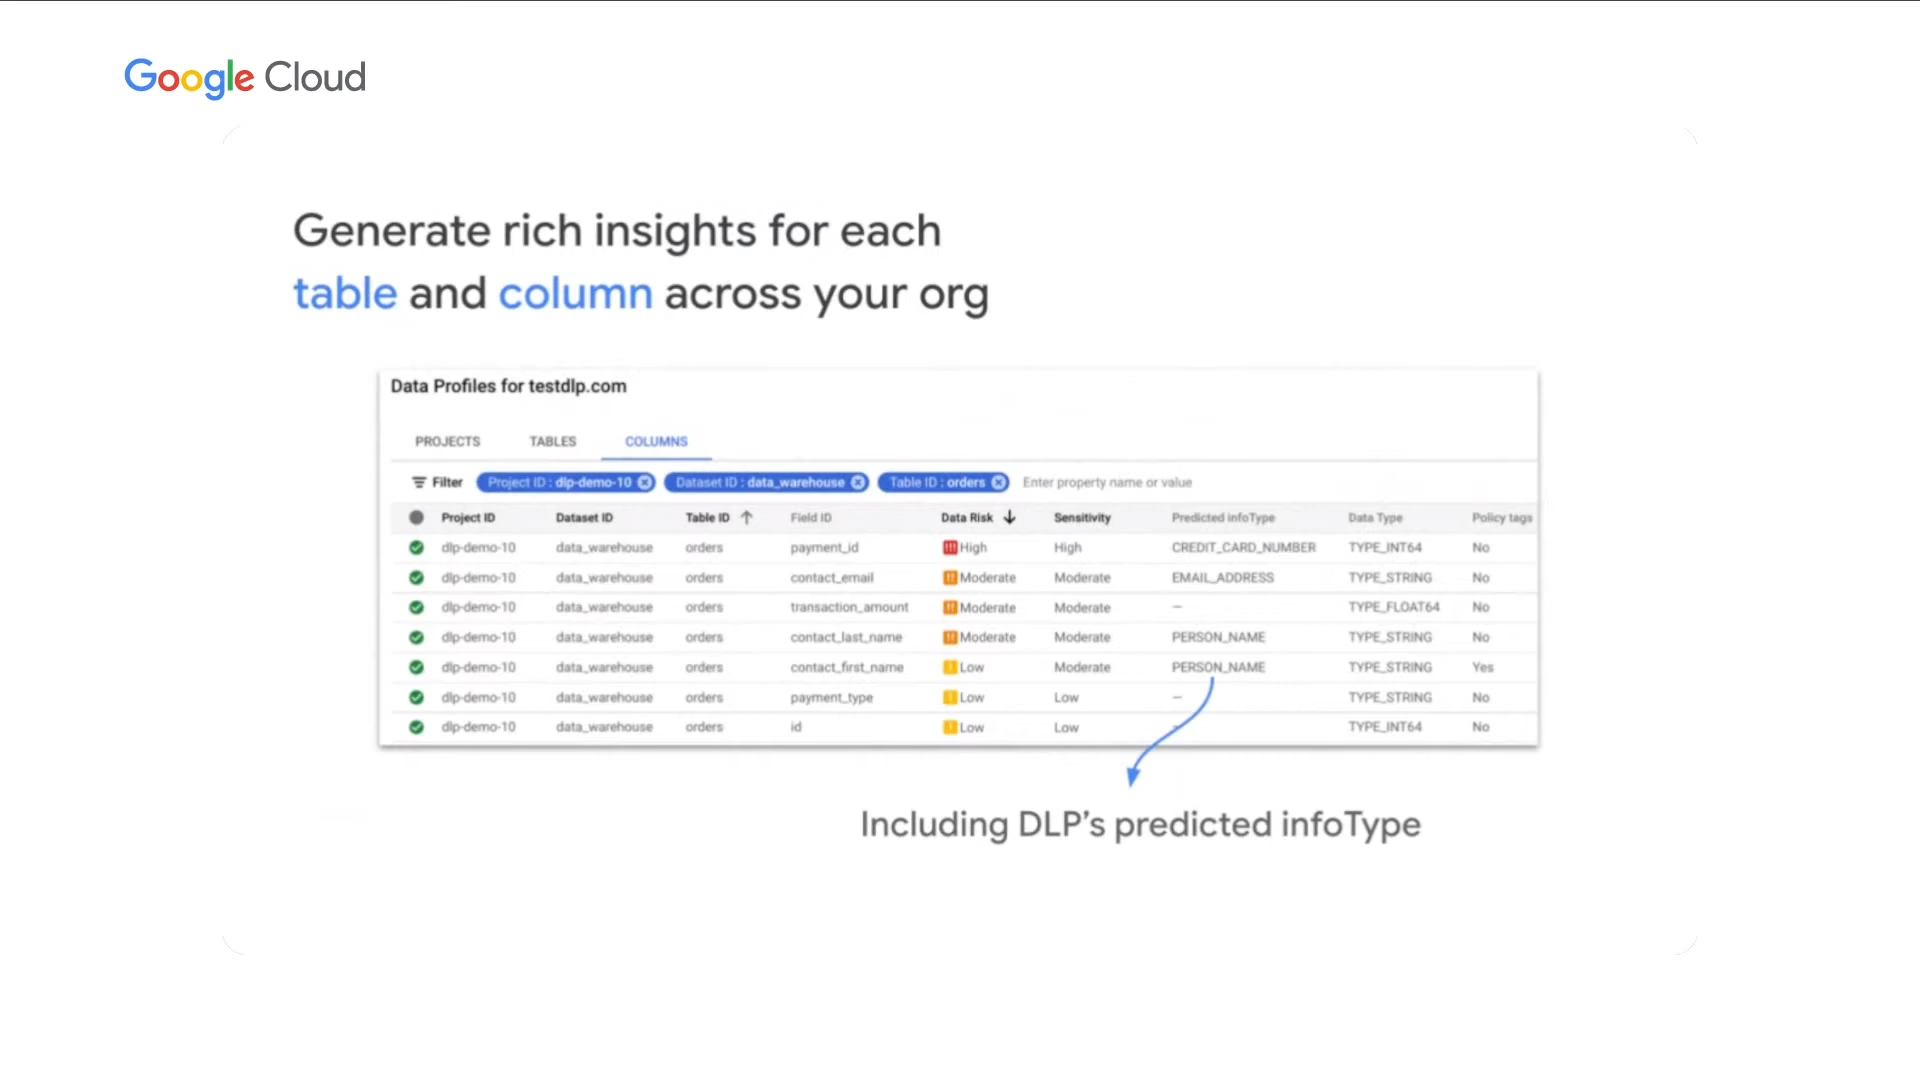 Google Cloud
Generate rich insights for each
table and column across your org
Data Profiles for testdlp.com
PROJECTS TABLES COLUMNS
Filter Project ID : dlp-demo-10 Dataset ID : data_warehouse Table ID : orders Enter property name or value
Project ID Dataset ID Table ID Field ID Data Risk Sensitivity Predicted infoType Data Type Policy tags
dlp-demo-10 data_warehouse orders payment_id High High CREDIT_CARD_NUMBER TYPE_INT64 No
dlp-demo-10 data_warehouse orders contact_email Moderate Moderate EMAIL_ADDRESS TYPE_STRING No
dlp-demo-10 data_warehouse orders transaction_amount Moderate Moderate – TYPE_FLOAT64 No
dlp-demo-10 data_warehouse orders contact_last_name Moderate Moderate PERSON_NAME TYPE_STRING No
dlp-demo-10 data_warehouse orders contact_first_name Low Moderate PERSON_NAME TYPE_STRING Yes
dlp-demo-10 data_warehouse orders payment_type Low Low – TYPE_STRING No
dlp-demo-10 data_warehouse orders id Low Low – TYPE_INT64 No
Including DLP’s predicted infoType